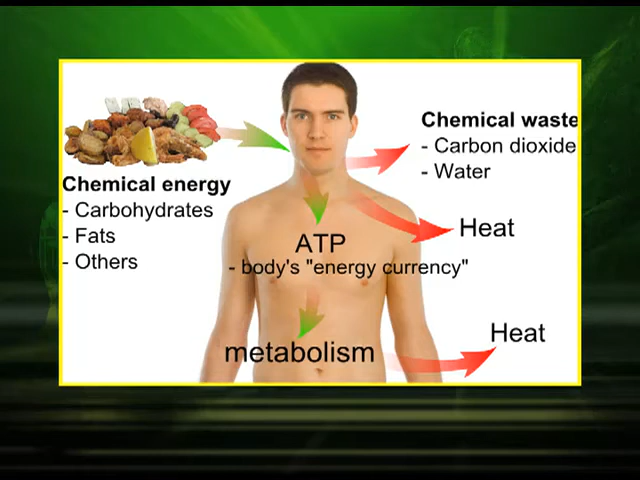 Chemical energy
- Carbohydrates
- Fats
- Others
Chemical waste
- Carbon dioxide
- Water
Heat
ATP
- body's "energy currency"
metabolism
Heat